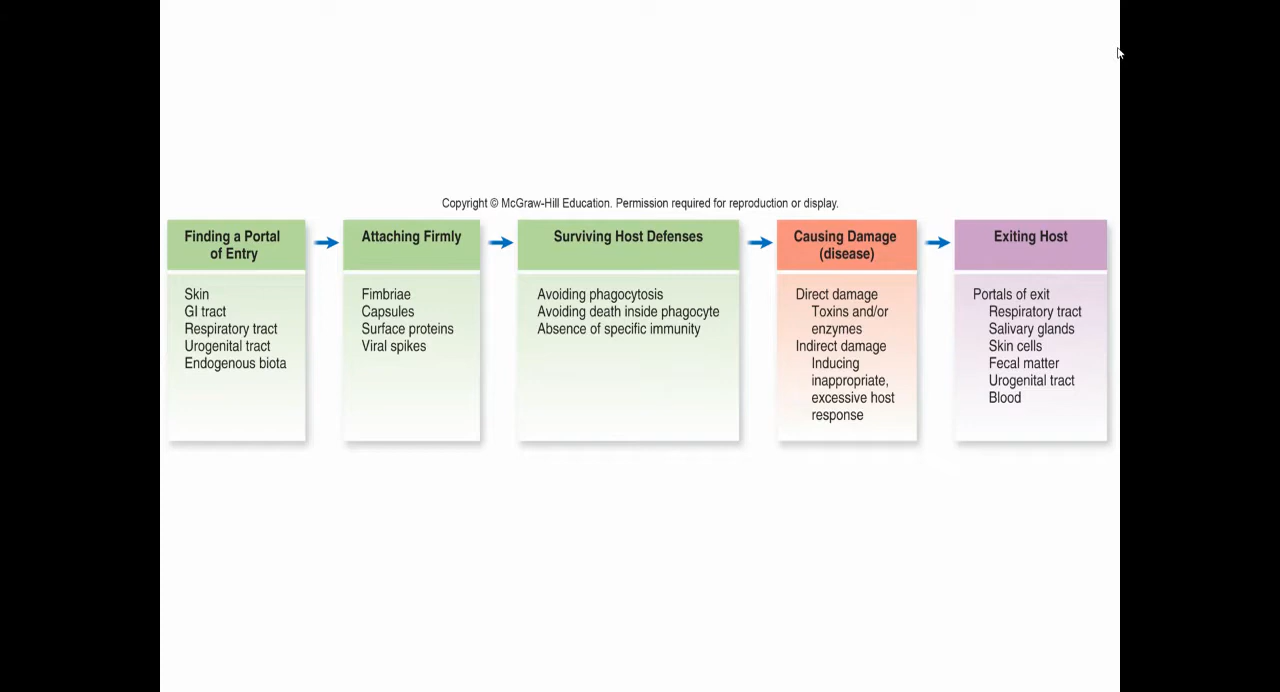 Copyright © McGraw-Hill Education. Permission required for reproduction or display.
Finding a Portal
of Entry
Skin
GI tract
Respiratory tract
Urogenital tract
Endogenous biota
Attaching Firmly
Fimbriae
Capsules
Surface proteins
Viral spikes
Surviving Host Defenses
Avoiding phagocytosis
Avoiding death inside phagocyte
Absence of specific immunity
Causing Damage
(disease)
Direct damage
Toxins and/or
enzymes
Indirect damage
Inducing
inappropriate,
excessive host
response
Exiting Host
Portals of exit
Respiratory tract
Salivary glands
Skin cells
Fecal matter
Urogenital tract
Blood